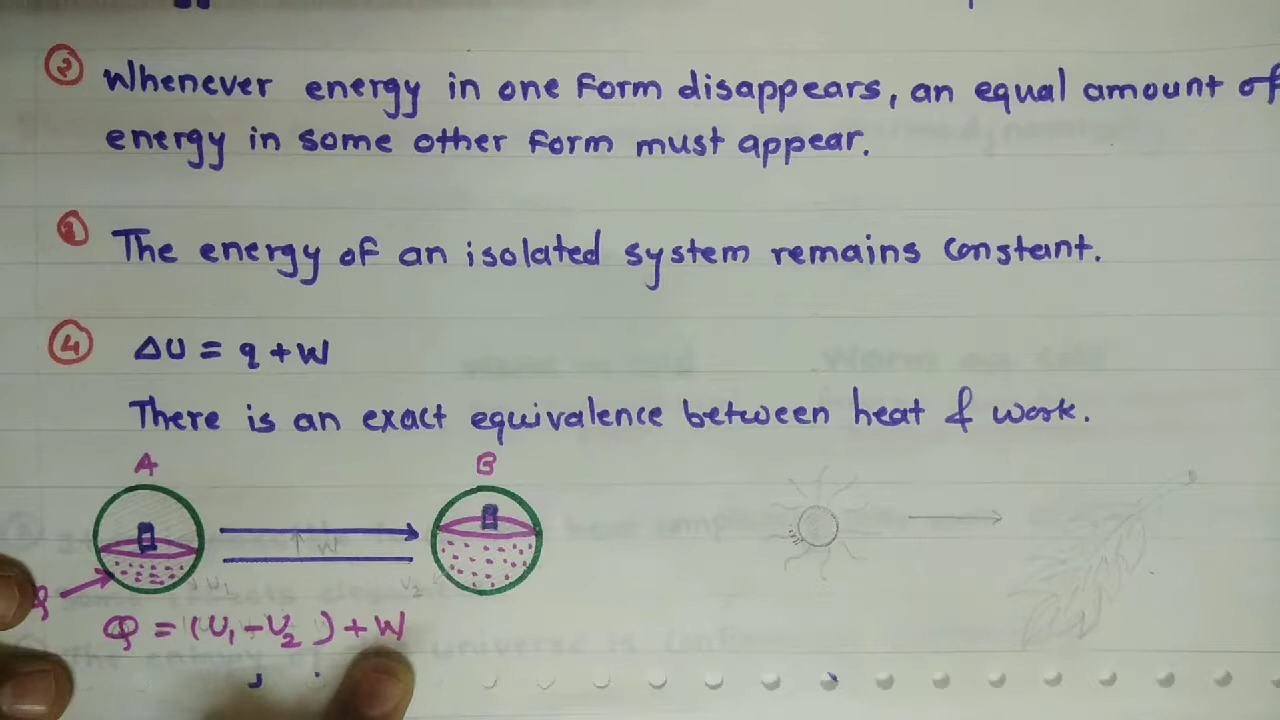 ② Whenever energy in one form disappears, an equal amount of
energy in some other form must appear.
③ The energy of an isolated system remains constant.
④ ΔU = q + W
There is an exact equivalence between heat & work.
A B
W
U₁ U₂
Q = (U₁ - U₂) + W